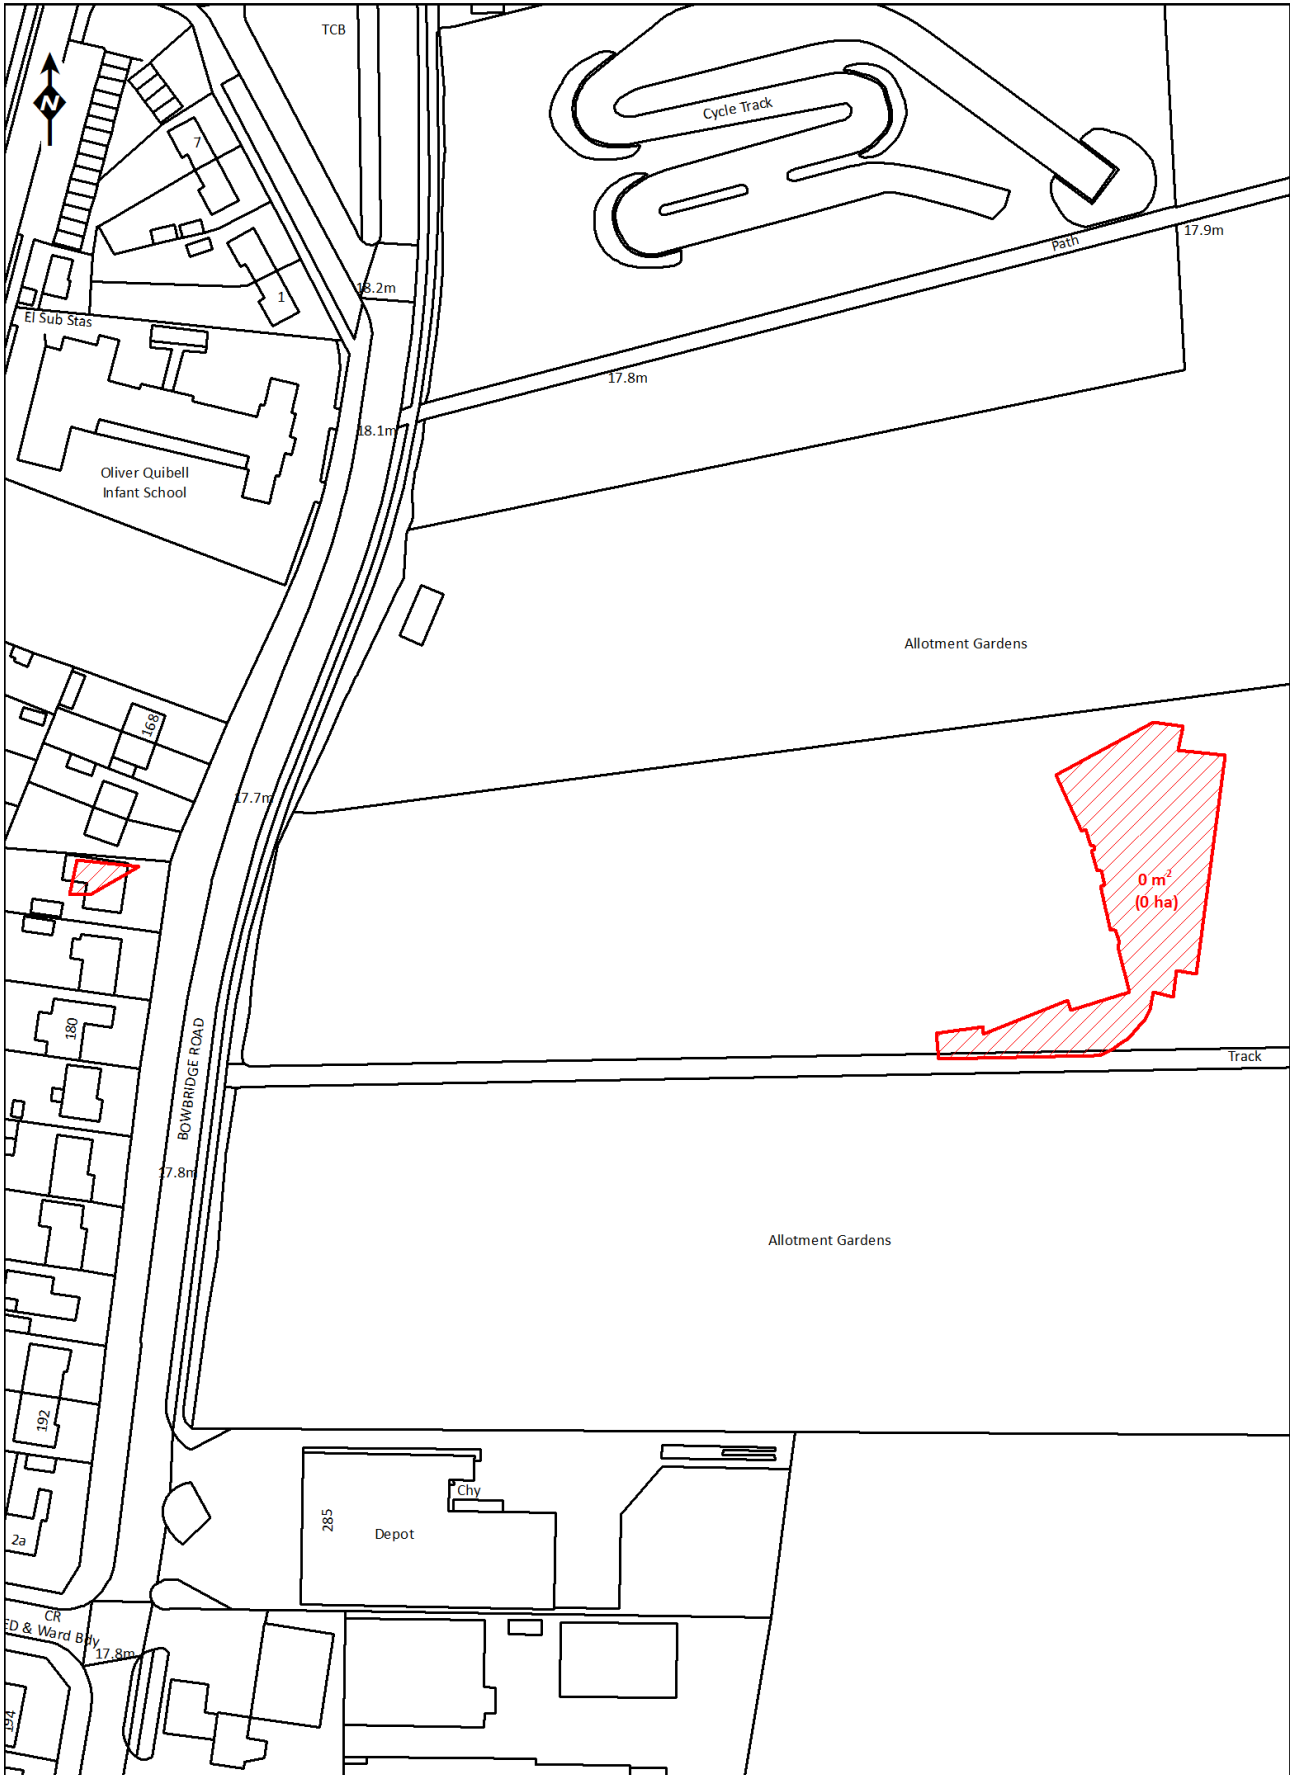 TCB
N
Cycle Track
7
17.9m
Path
18.2m
1
El Sub Stas
17.8m
18.1m
Oliver Quibell
Infant School
Allotment Gardens
168
17.7m
0 m²
(0 ha)
180
BOWBRIDGE ROAD
Track
17.8m
Allotment Gardens
192
Chy
285
Depot
2a
CR
ED & Ward Bdy
17.8m
194